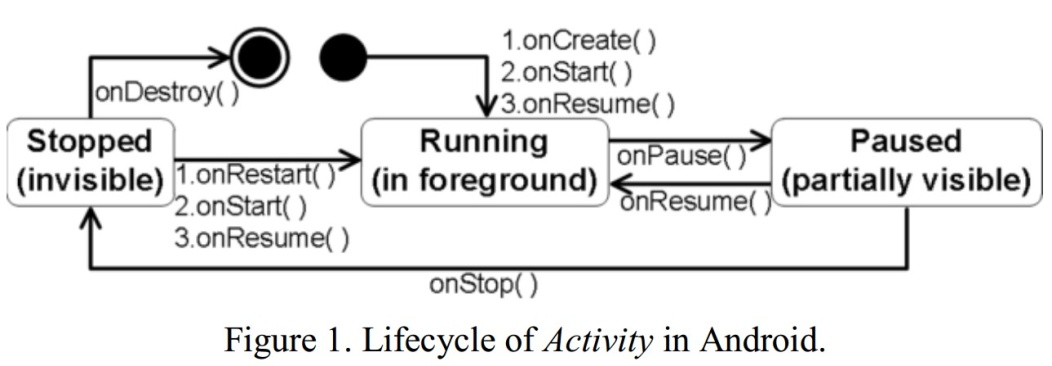 1.onCreate( )
2.onStart( )
3.onResume( )
onDestroy( )
Stopped
(invisible)
Running
(in foreground)
Paused
(partially visible)
1.onRestart( )
2.onStart( )
3.onResume( )
onPause( )
onResume( )
onStop( )
Figure 1. Lifecycle of Activity in Android.